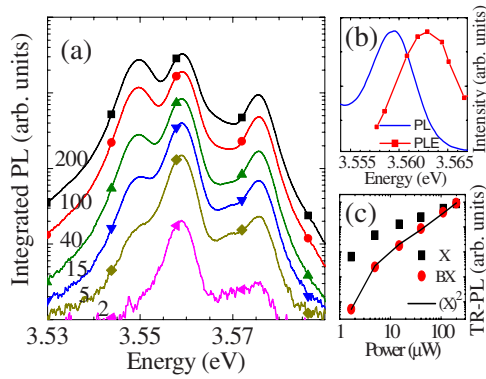 (a)
200
100
40
15
5
2
Integrated PL (arb. units)
3.53 3.55 3.57
Energy (eV)
(b)
PL
PLE
Intensity (arb. units)
3.555 3.560 3.565
Energy (eV)
(c)
X
BX
(X)²
TR-PL (arb. units)
1 10 100
Power (μW)